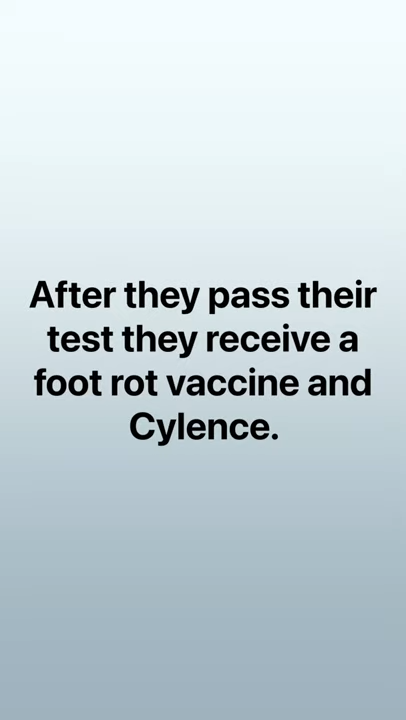 After they pass their
test they receive a
foot rot vaccine and
Cylence.